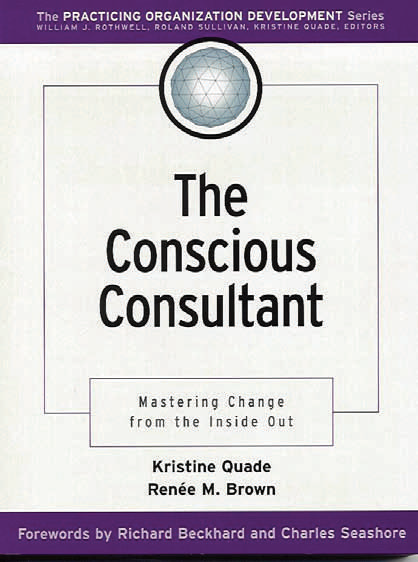 The PRACTICING ORGANIZATION DEVELOPMENT Series
WILLIAM J. ROTHWELL, ROLAND SULLIVAN, KRISTINE QUADE, EDITORS
The
Conscious
Consultant
Mastering Change
from the Inside Out
Kristine Quade
Renée M. Brown
Forewords by Richard Beckhard and Charles Seashore